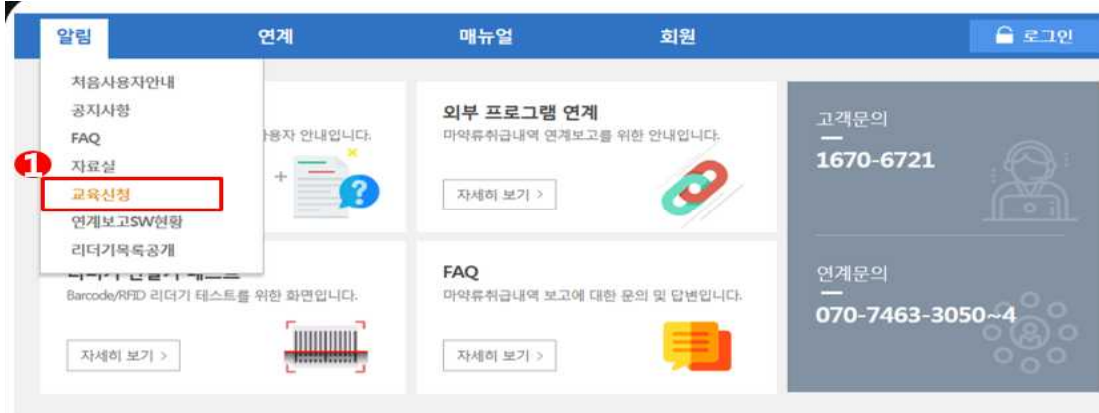 알림 연계 매뉴얼 회원 로그인
처음사용자안내
공지사항
FAQ
자료실
1
교육신청
연계보고SW현황
리더기목록공개
사용자 안내입니다.
외부 프로그램 연계
마약류취급내역 연계보고를 위한 안내입니다.
자세히 보기 >
고객문의
1670-6721
Barcode/RFID 리더기 테스트를 위한 화면입니다.
자세히 보기 >
FAQ
마약류취급내역 보고에 대한 문의 및 답변입니다.
자세히 보기 >
연계문의
070-7463-3050~4